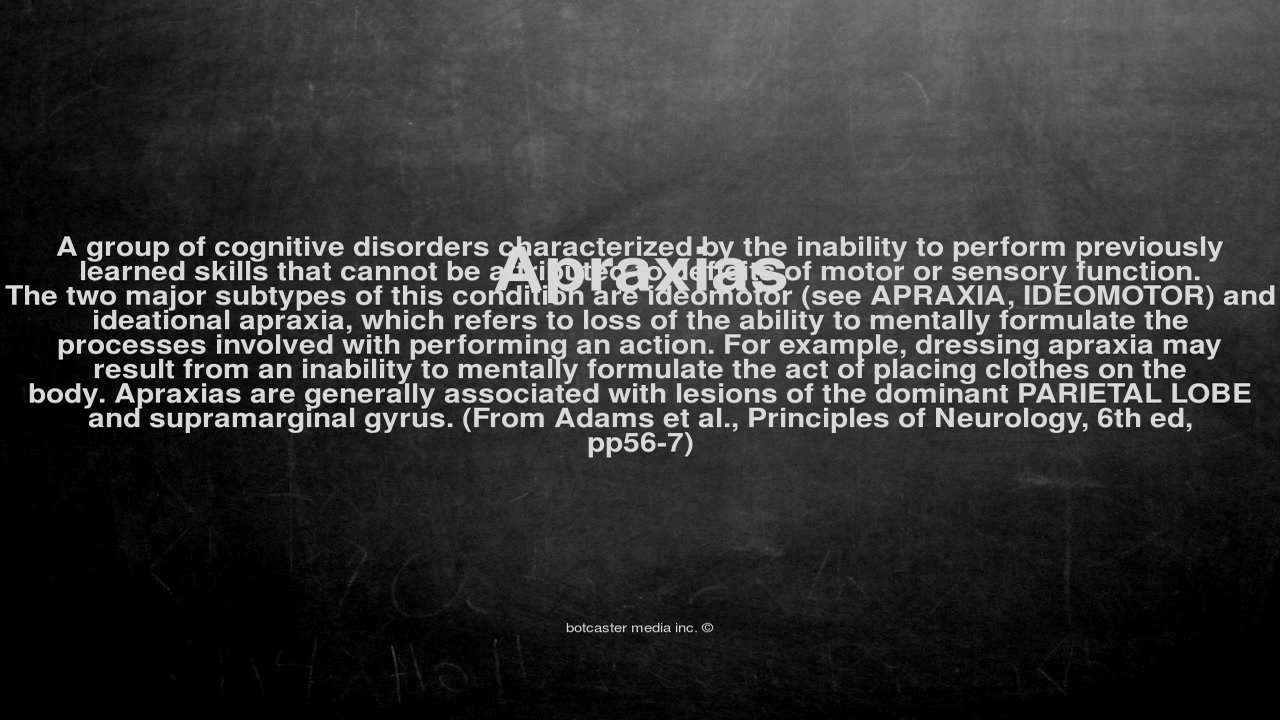 A group of cognitive disorders characterized by the inability to perform previously
Apraxias
learned skills that cannot be attributed to deficits of motor or sensory function.
The two major subtypes of this condition are ideomotor (see APRAXIA, IDEOMOTOR) and
ideational apraxia, which refers to loss of the ability to mentally formulate the
processes involved with performing an action. For example, dressing apraxia may
result from an inability to mentally formulate the act of placing clothes on the
body. Apraxias are generally associated with lesions of the dominant PARIETAL LOBE
and supramarginal gyrus. (From Adams et al., Principles of Neurology, 6th ed,
pp56-7)
botcaster media inc. ©